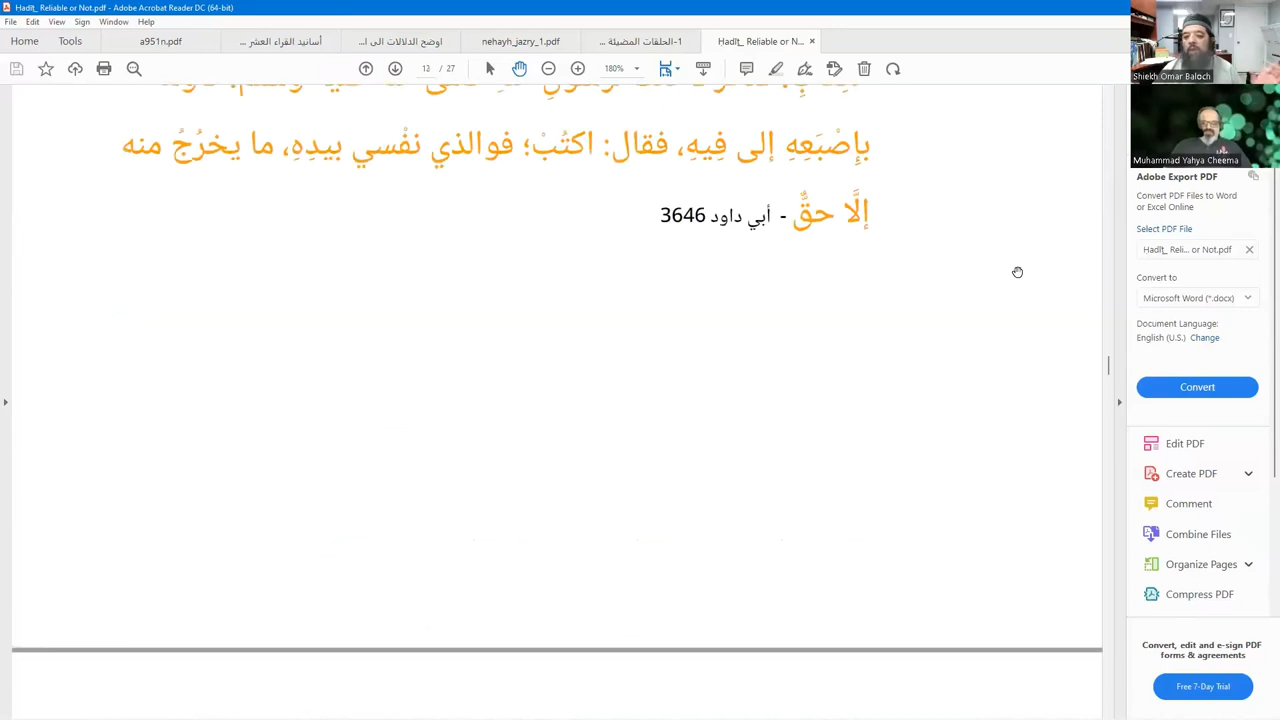 Hadīṯ_ Reliable or Not.pdf - Adobe Acrobat Reader DC (64-bit)
File Edit View Sign Window Help
Home Tools a951n.pdf أسانيد القراء العشر ... توضح الدلالات الى ا... nehayh_jazry_1.pdf 1-الحلقات المضيئة ... Hadīṯ_ Reliable or N... ×
12 / 27 180%
بإِصْبَعِهِ إلى فِيهِ، فقال: اكتُبْ؛ فوالذي نفْسي بيدِهِ، ما يخرُجُ منه
إلَّا حقٌّ - أبي داود 3646
Shiekh Omar Baloch
Muhammad Yahya Cheema
Adobe Export PDF
Convert PDF Files to Word
or Excel Online
Select PDF File
Hadīṯ_ Reli... or Not.pdf
Convert to
Microsoft Word (*.docx)
Document Language:
English (U.S.) Change
Convert
Edit PDF
Create PDF
Comment
Combine Files
Organize Pages
Compress PDF
Convert, edit and e-sign PDF
forms & agreements
Free 7-Day Trial